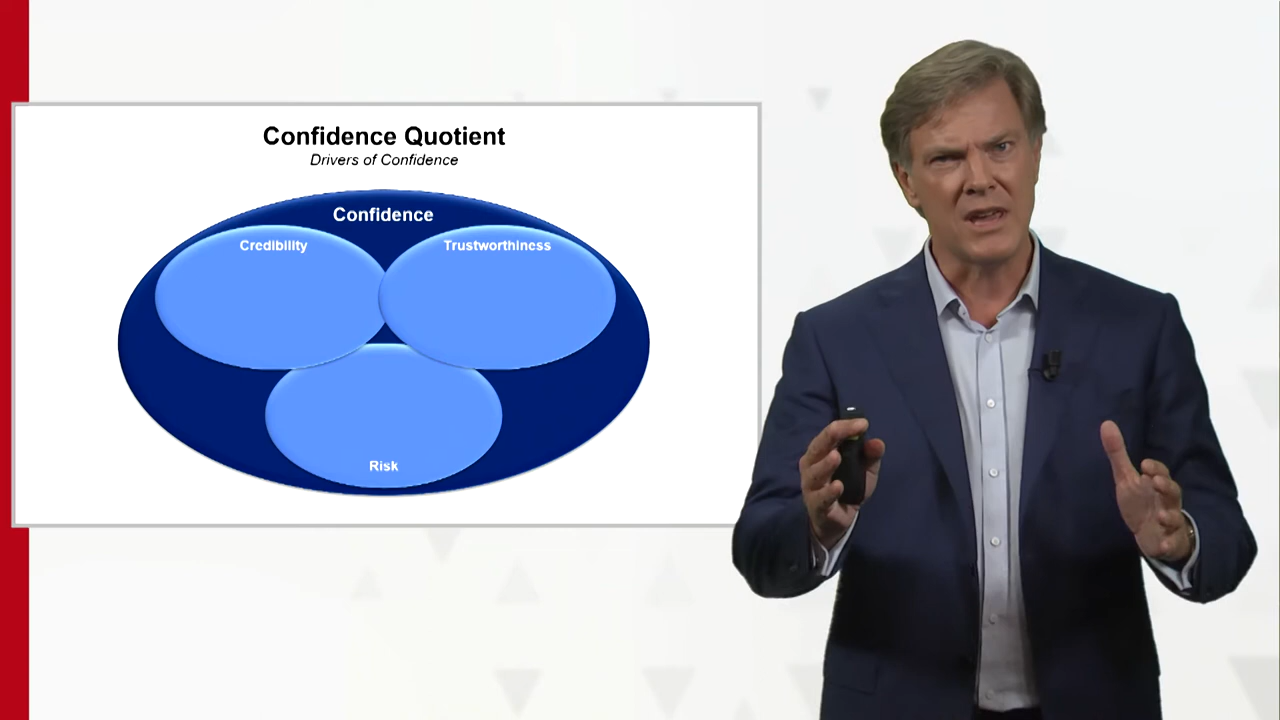 Confidence Quotient
Drivers of Confidence
Confidence
Credibility
Trustworthiness
Risk